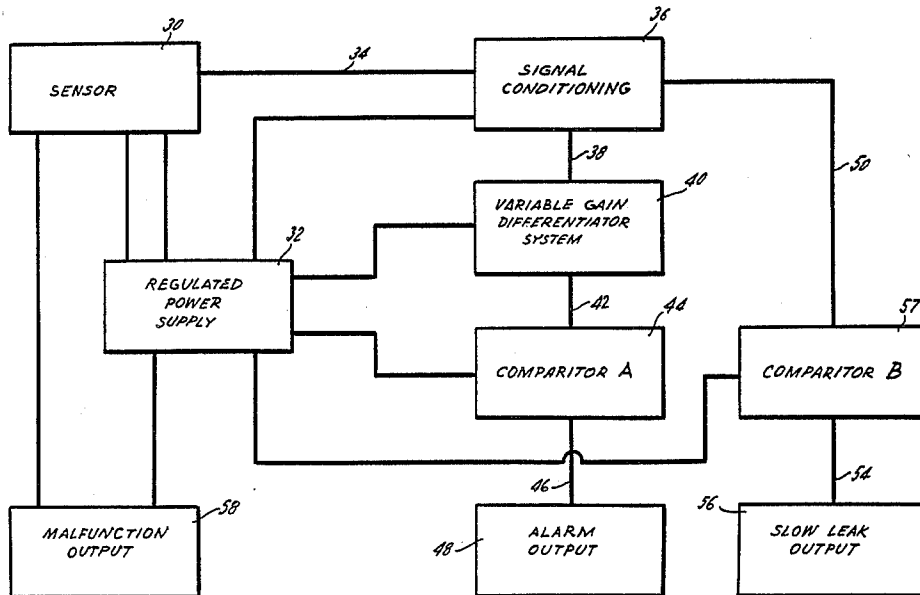 30
SENSOR
34
36
SIGNAL
CONDITIONING
38
50
40
VARIABLE GAIN
DIFFERENTIATOR
SYSTEM
32
REGULATED
POWER
SUPPLY
42
44
COMPARITOR A
57
COMPARITOR B
46
54
MALFUNCTION
OUTPUT
58
48
ALARM
OUTPUT
56
SLOW LEAK
OUTPUT